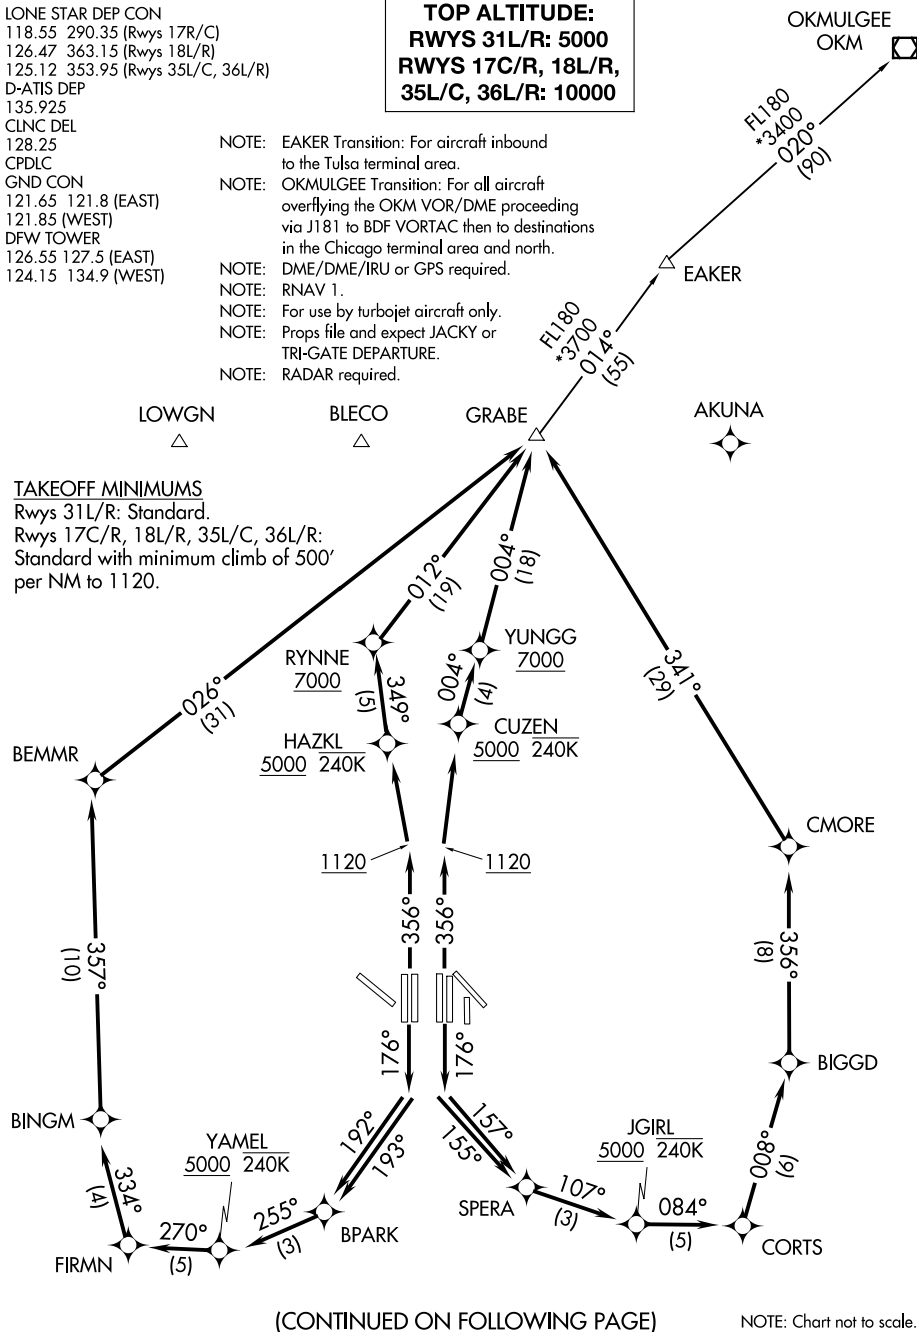 LONE STAR DEP CON
118.55 290.35 (Rwys 17R/C)
126.47 363.15 (Rwys 18L/R)
125.12 353.95 (Rwys 35L/C, 36L/R)
D-ATIS DEP
135.925
CLNC DEL
128.25
CPDLC
GND CON
121.65 121.8 (EAST)
121.85 (WEST)
DFW TOWER
126.55 127.5 (EAST)
124.15 134.9 (WEST)
TOP ALTITUDE:
RWYS 31L/R: 5000
RWYS 17C/R, 18L/R,
35L/C, 36L/R: 10000
OKMULGEE
OKM
NOTE: EAKER Transition: For aircraft inbound
to the Tulsa terminal area.
NOTE: OKMULGEE Transition: For all aircraft
overflying the OKM VOR/DME proceeding
via J181 to BDF VORTAC then to destinations
in the Chicago terminal area and north.
NOTE: DME/DME/IRU or GPS required.
NOTE: RNAV 1.
NOTE: For use by turbojet aircraft only.
NOTE: Props file and expect JACKY or
TRI-GATE DEPARTURE.
NOTE: RADAR required.
FL180
*3400
020°
(90)
EAKER
FL180
*3700
014°
(55)
LOWGN
BLECO
GRABE
AKUNA
TAKEOFF MINIMUMS
Rwys 31L/R: Standard.
Rwys 17C/R, 18L/R, 35L/C, 36L/R:
Standard with minimum climb of 500'
per NM to 1120.
012°
(19)
004°
(18)
RYNNE
7000
YUNGG
7000
026°
(31)
349°
(5)
004°
(4)
341°
(29)
HAZKL
5000 240K
CUZEN
5000 240K
BEMMR
CMORE
1120
1120
356°
356°
357°
(10)
356°
(8)
176°
176°
BIGGD
BINGM
YAMEL
5000 240K
192°
193°
157°
155°
JGIRL
5000 240K
334°
(4)
008°
(9)
270°
(5)
255°
(3)
BPARK
SPERA
107°
(3)
084°
(5)
FIRMN
CORTS
(CONTINUED ON FOLLOWING PAGE)
NOTE: Chart not to scale.